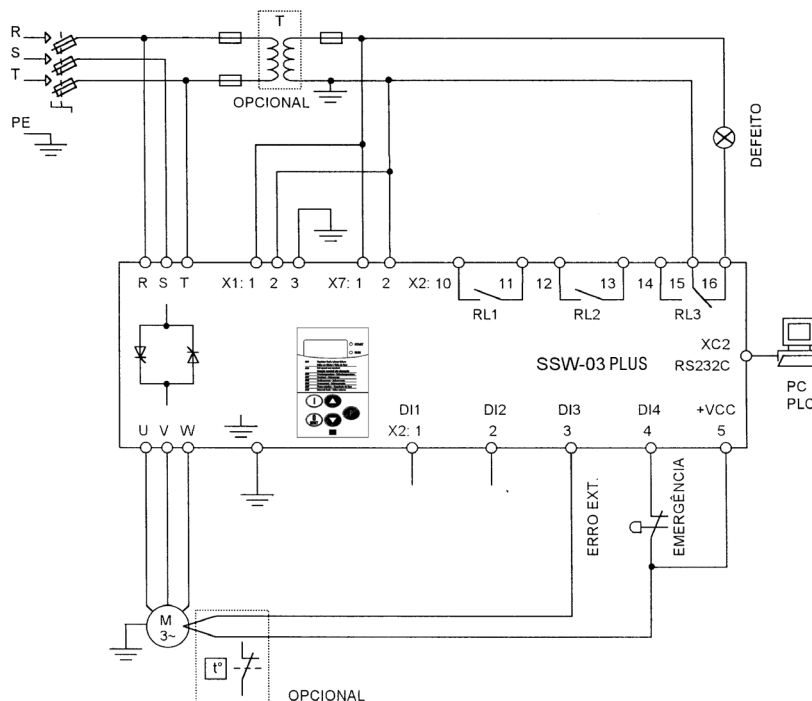 R
S
T
PE
T
OPCIONAL
DEFEITO
R S T X1: 1 2 3 X7: 1 2 X2: 10 11 12 13 14 15 16
RL1 RL2 RL3
XC2
RS232C
SSW-03 PLUS
PC
PLC
U V W
DI1 DI2 DI3 DI4 +VCC
X2: 1 2 3 4 5
ERRO EXT.
EMERGÊNCIA
M
3~
t°
OPCIONAL